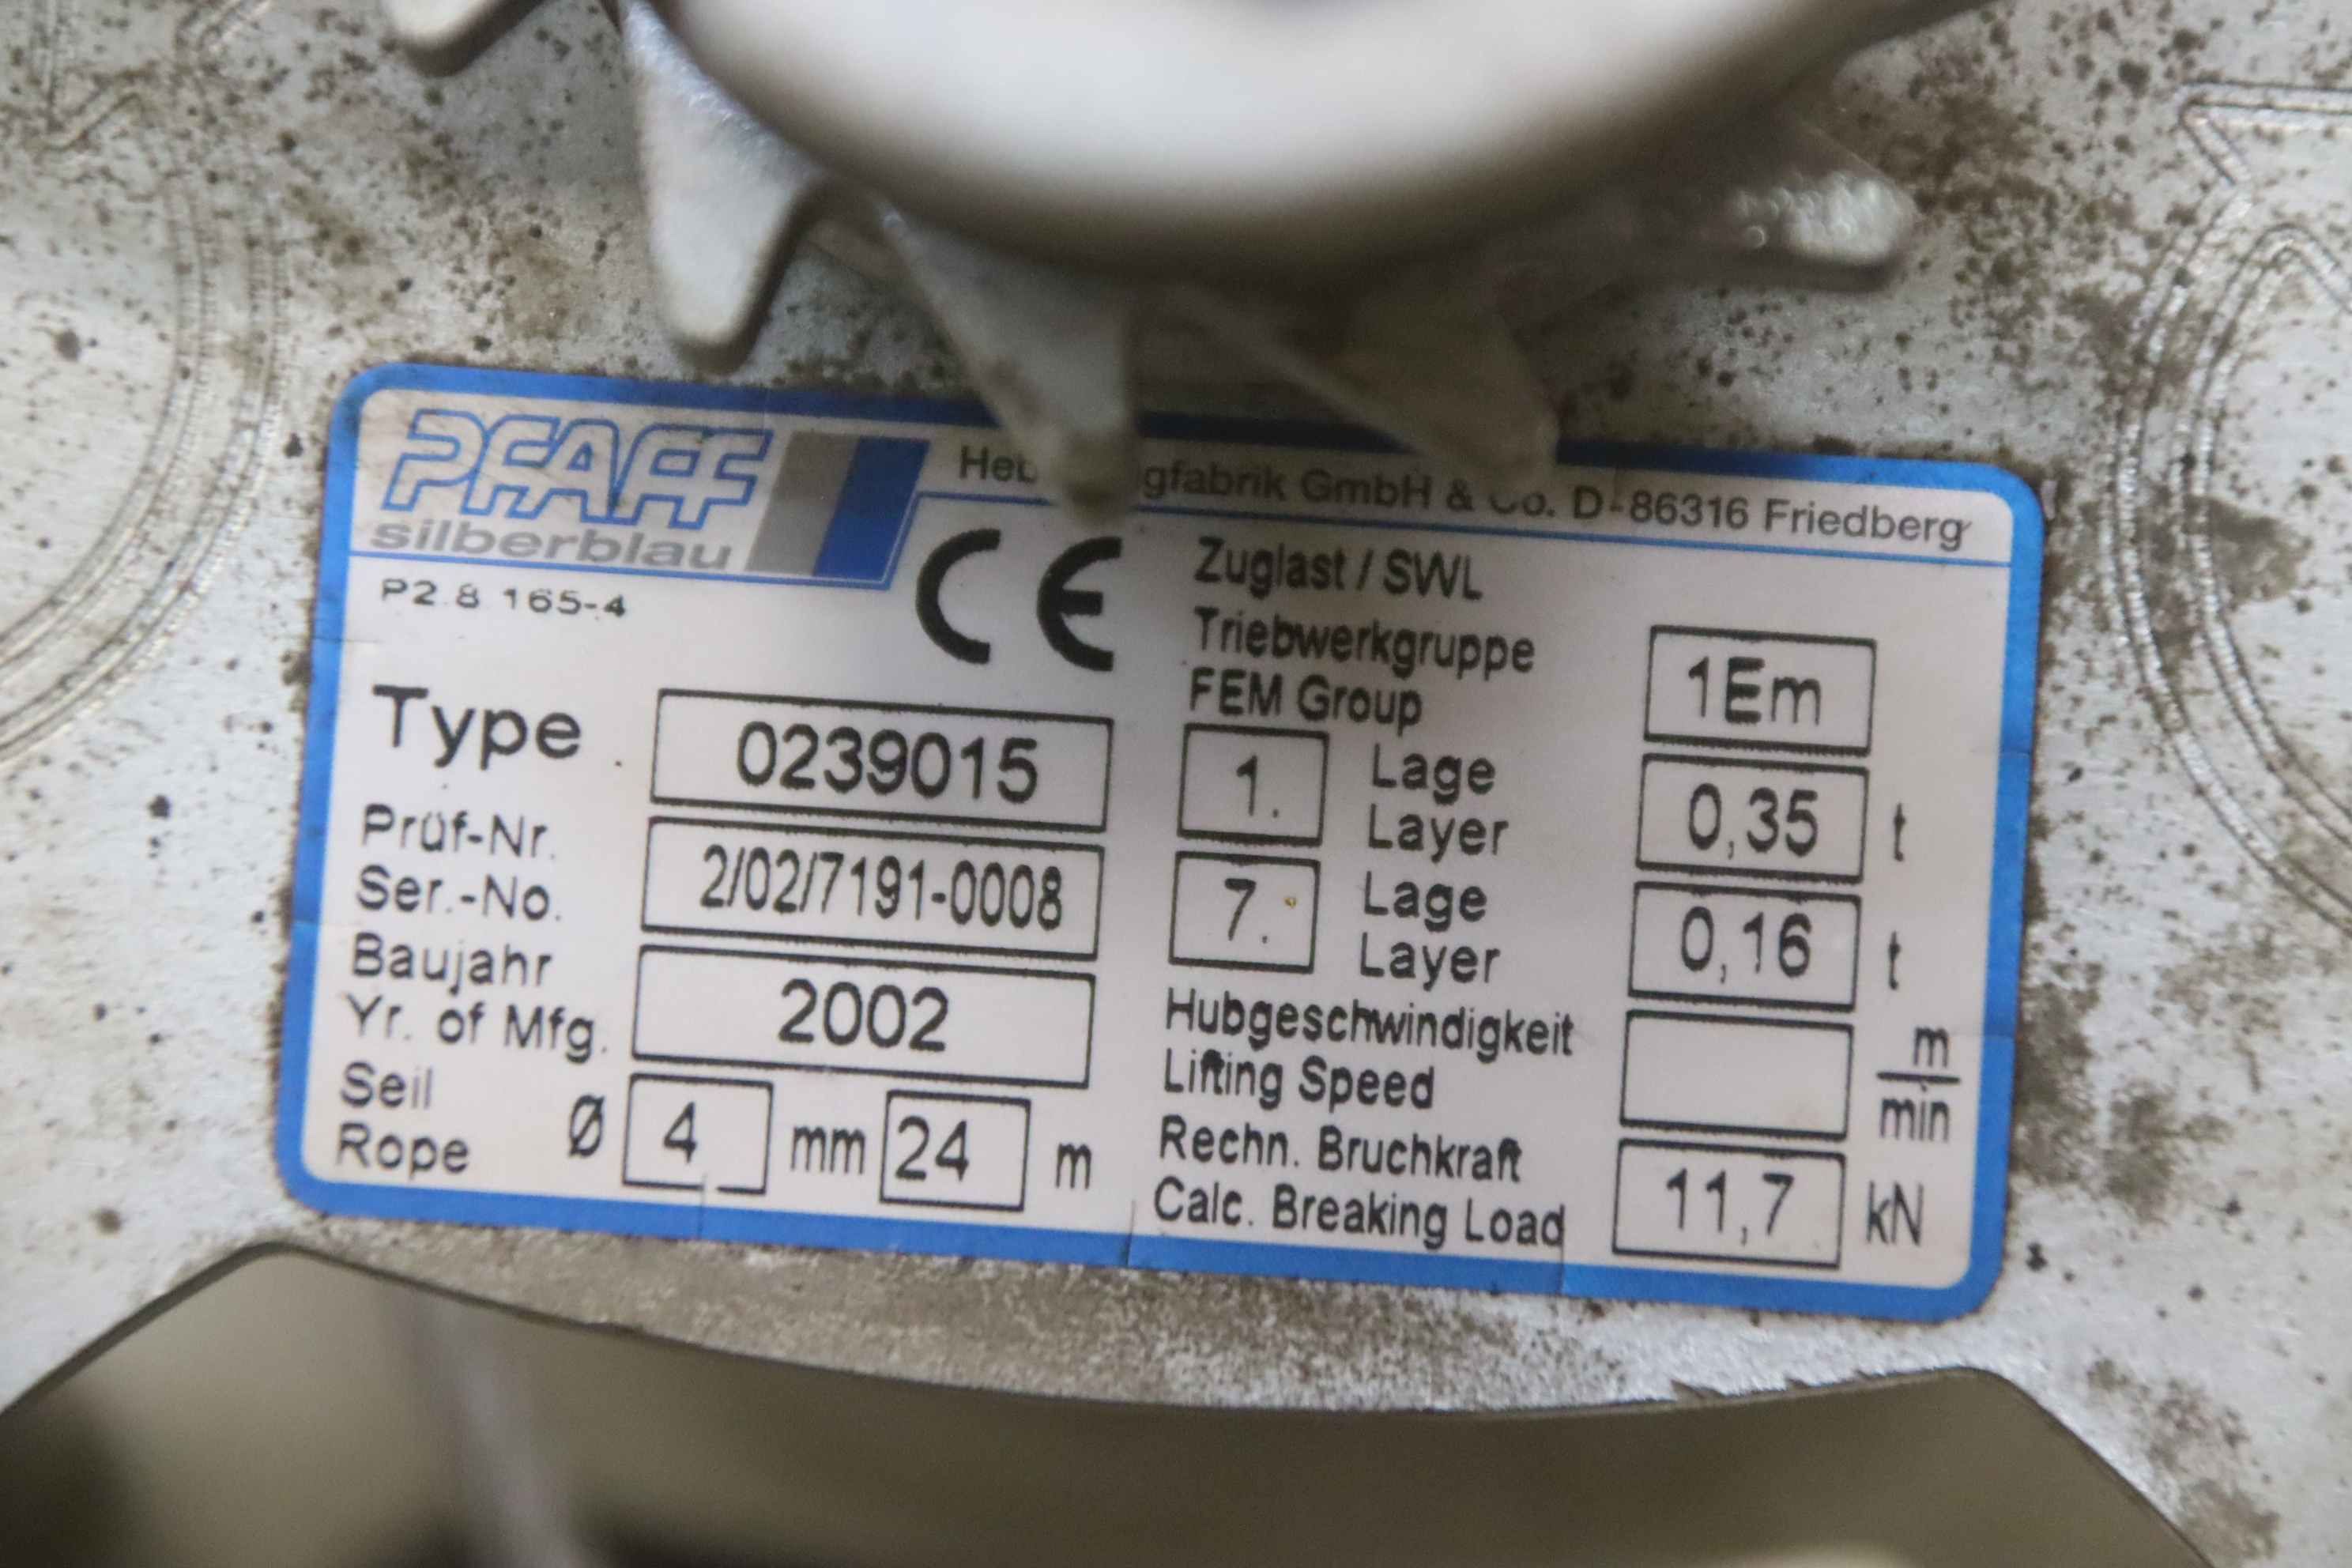 PFAFF
silberblau
gfabrik GmbH & Co. D-86316 Friedberg
P2 8 165-4
CE
Type 0239015
Prüf-Nr.
Ser.-No. 2/02/7191-0008
Baujahr
Yr. of Mfg. 2002
Seil
Rope Ø 4 mm 24 m
Zuglast / SWL
Triebwerkgruppe
FEM Group 1Em
1. Lage
Layer 0,35 t
7. Lage
Layer 0,16 t
Hubgeschwindigkeit
Lifting Speed m/min
Rechn. Bruchkraft
Calc. Breaking Load 11,7 kN